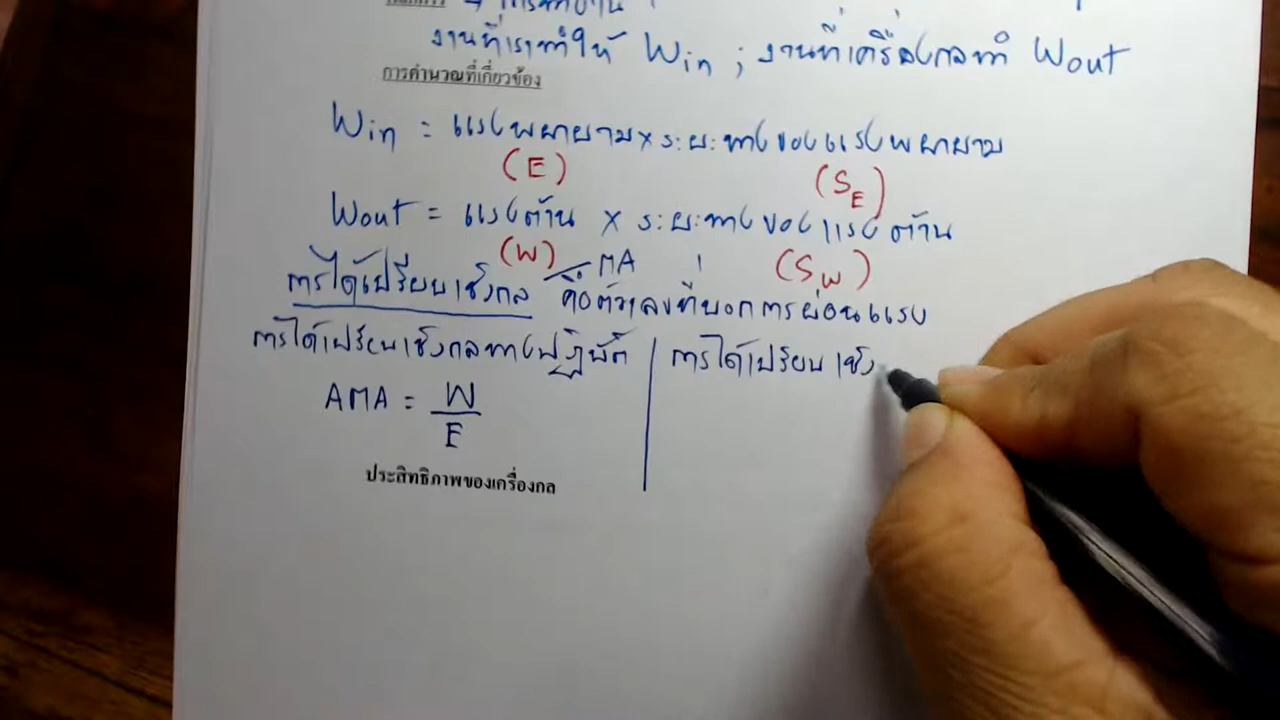 งานที่เราทำให้ Win ; งานที่เครื่องกลทำ Wout
การคำนวณที่เกี่ยวข้อง
Win = แรงพยายาม × ระยะทางของแรงพยายาม
(E) (SE)
Wout = แรงต้าน × ระยะทางของแรงต้าน
(W) MA (SW)
การได้เปรียบเชิงกล คือตัวเลขที่บอกการผ่อนแรง
การได้เปรียบเชิงกลทางปฏิบัติ | การได้เปรียบเชิง
AMA = W
E
ประสิทธิภาพของเครื่องกล